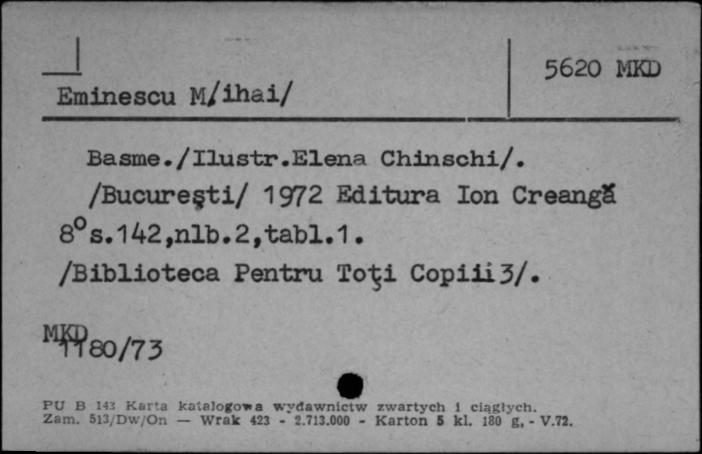 5620 MKD
Eminescu M/ihai/
Basme./Ilustr.Elena Chinschi/.
/Bucureşti/ 1972 Editura Ion Creangă
8° s.142,nlb.2,tabl.1.
/Biblioteca Pentru Toţi Copiii 3/.
MKD
1180/73
PU B 143 Karta katalogowa wydawnictw zwartych i ciągłych.
Zam. 513/Dw/On — Wrak 423 - 2.713.000 - Karton 5 kl. 180 g, - V.72.